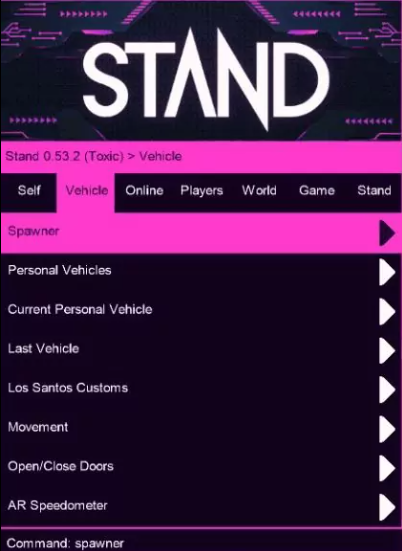 STAND
Stand 0.53.2 (Toxic) > Vehicle
Self Vehicle Online Players World Game Stand
Spawner
Personal Vehicles
Current Personal Vehicle
Last Vehicle
Los Santos Customs
Movement
Open/Close Doors
AR Speedometer
Command: spawner